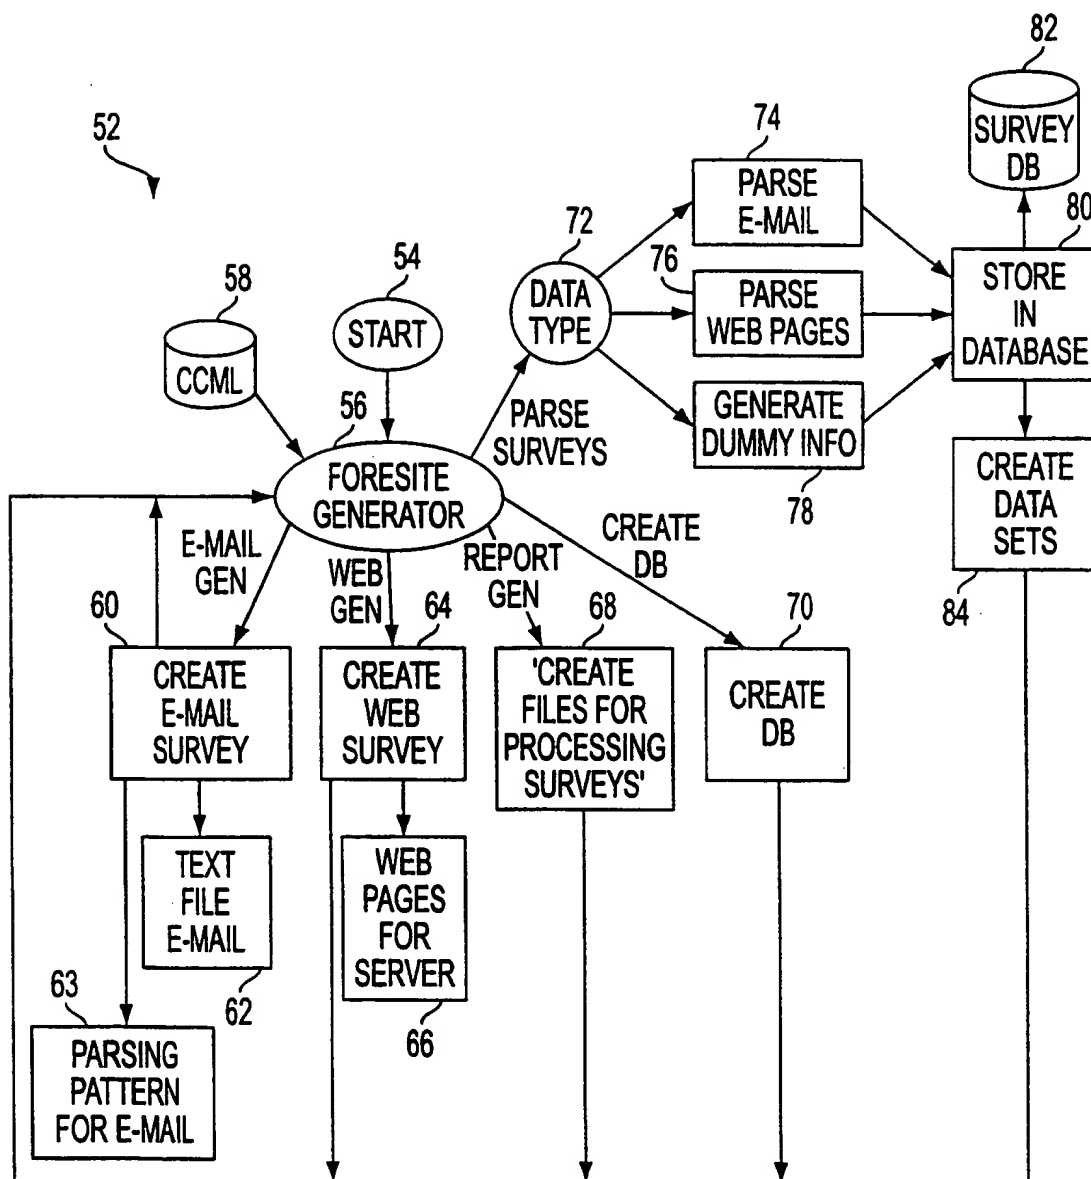 82
SURVEY
DB
52
74
PARSE
E-MAIL
80
72
54
58
76
DATA
TYPE
PARSE
WEB PAGES
STORE
IN
DATABASE
START
CCML
56
PARSE
SURVEYS
GENERATE
DUMMY INFO
78
FORESITE
GENERATOR
CREATE
DATA
SETS
84
E-MAIL
GEN
WEB
GEN
REPORT
GEN
CREATE
DB
60
64
68
70
CREATE
E-MAIL
SURVEY
CREATE
WEB
SURVEY
'CREATE
FILES FOR
PROCESSING
SURVEYS'
CREATE
DB
TEXT
FILE
E-MAIL
62
WEB
PAGES
FOR
SERVER
66
63
PARSING
PATTERN
FOR E-MAIL